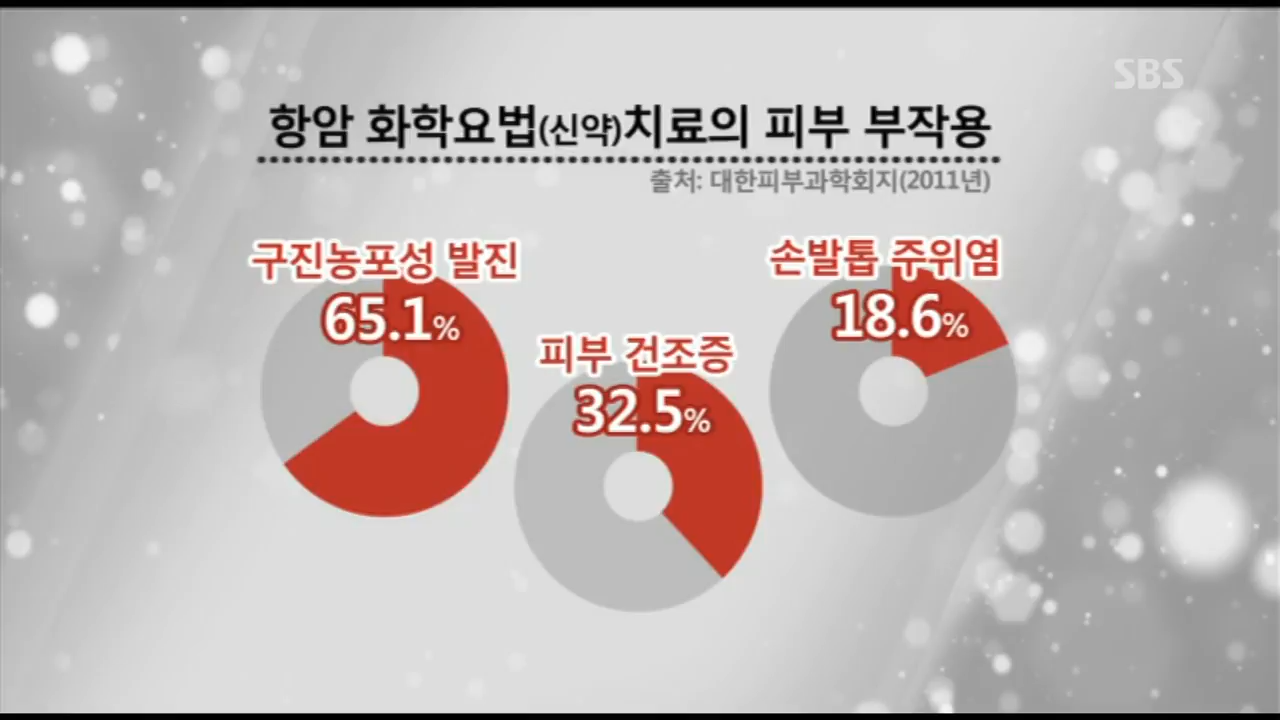 SBS
항암 화학요법(신약)치료의 피부 부작용
출처: 대한피부과학회지(2011년)
구진농포성 발진
65.1%
피부 건조증
32.5%
손발톱 주위염
18.6%